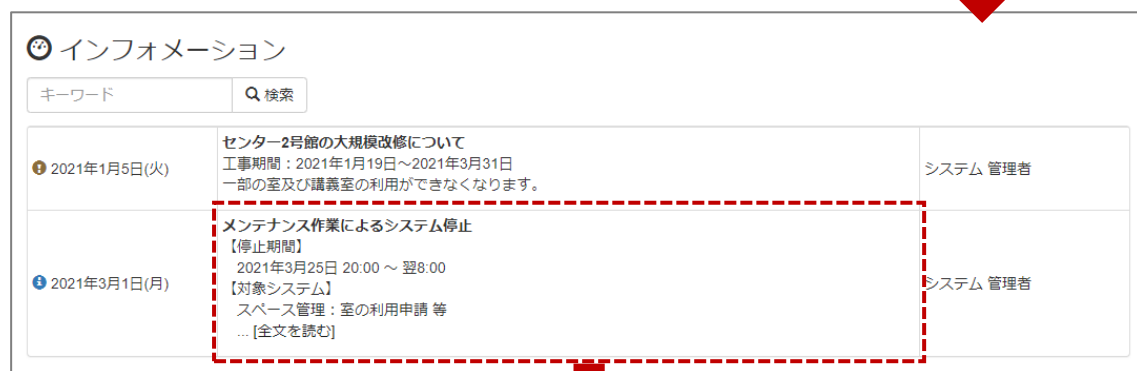 インフォメーション
キーワード 検索
センター2号館の大規模改修について
2021年1月5日(火) 工事期間：2021年1月19日～2021年3月31日 システム 管理者
一部の室及び講義室の利用ができなくなります。
メンテナンス作業によるシステム停止
【停止期間】
2021年3月25日 20:00 ～ 翌8:00
2021年3月1日(月) 【対象システム】 システム 管理者
スペース管理：室の利用申請 等
... [全文を読む]